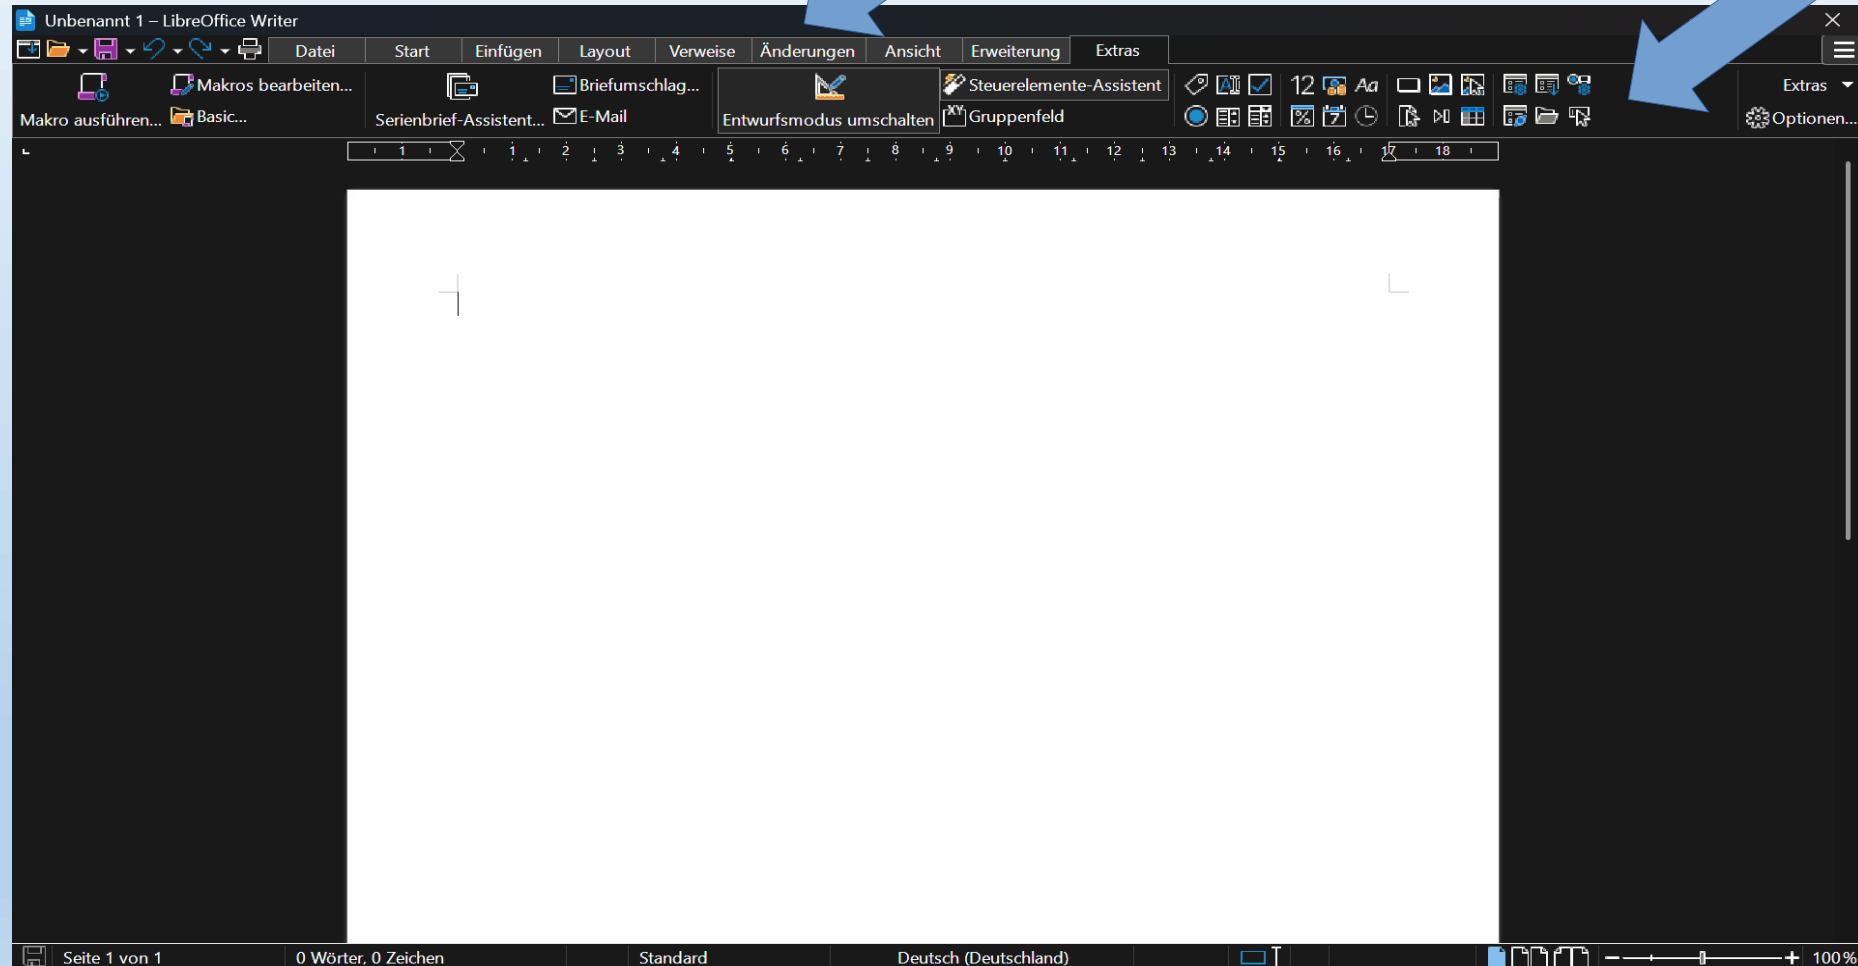 Unbenannt 1 – LibreOffice Writer
Datei Start Einfügen Layout Verweise Änderungen Ansicht Erweiterung Extras
Makros bearbeiten... Briefumschlag... Steuerelemente-Assistent 12 Aa Extras
Makro ausführen... Basic... Serienbrief-Assistent... E-Mail Entwurfsmodus umschalten XY Gruppenfeld Optionen...
1 1 2 3 4 5 6 7 8 9 10 11 12 13 14 15 16 17 18
Seite 1 von 1 0 Wörter, 0 Zeichen Standard Deutsch (Deutschland) 100%